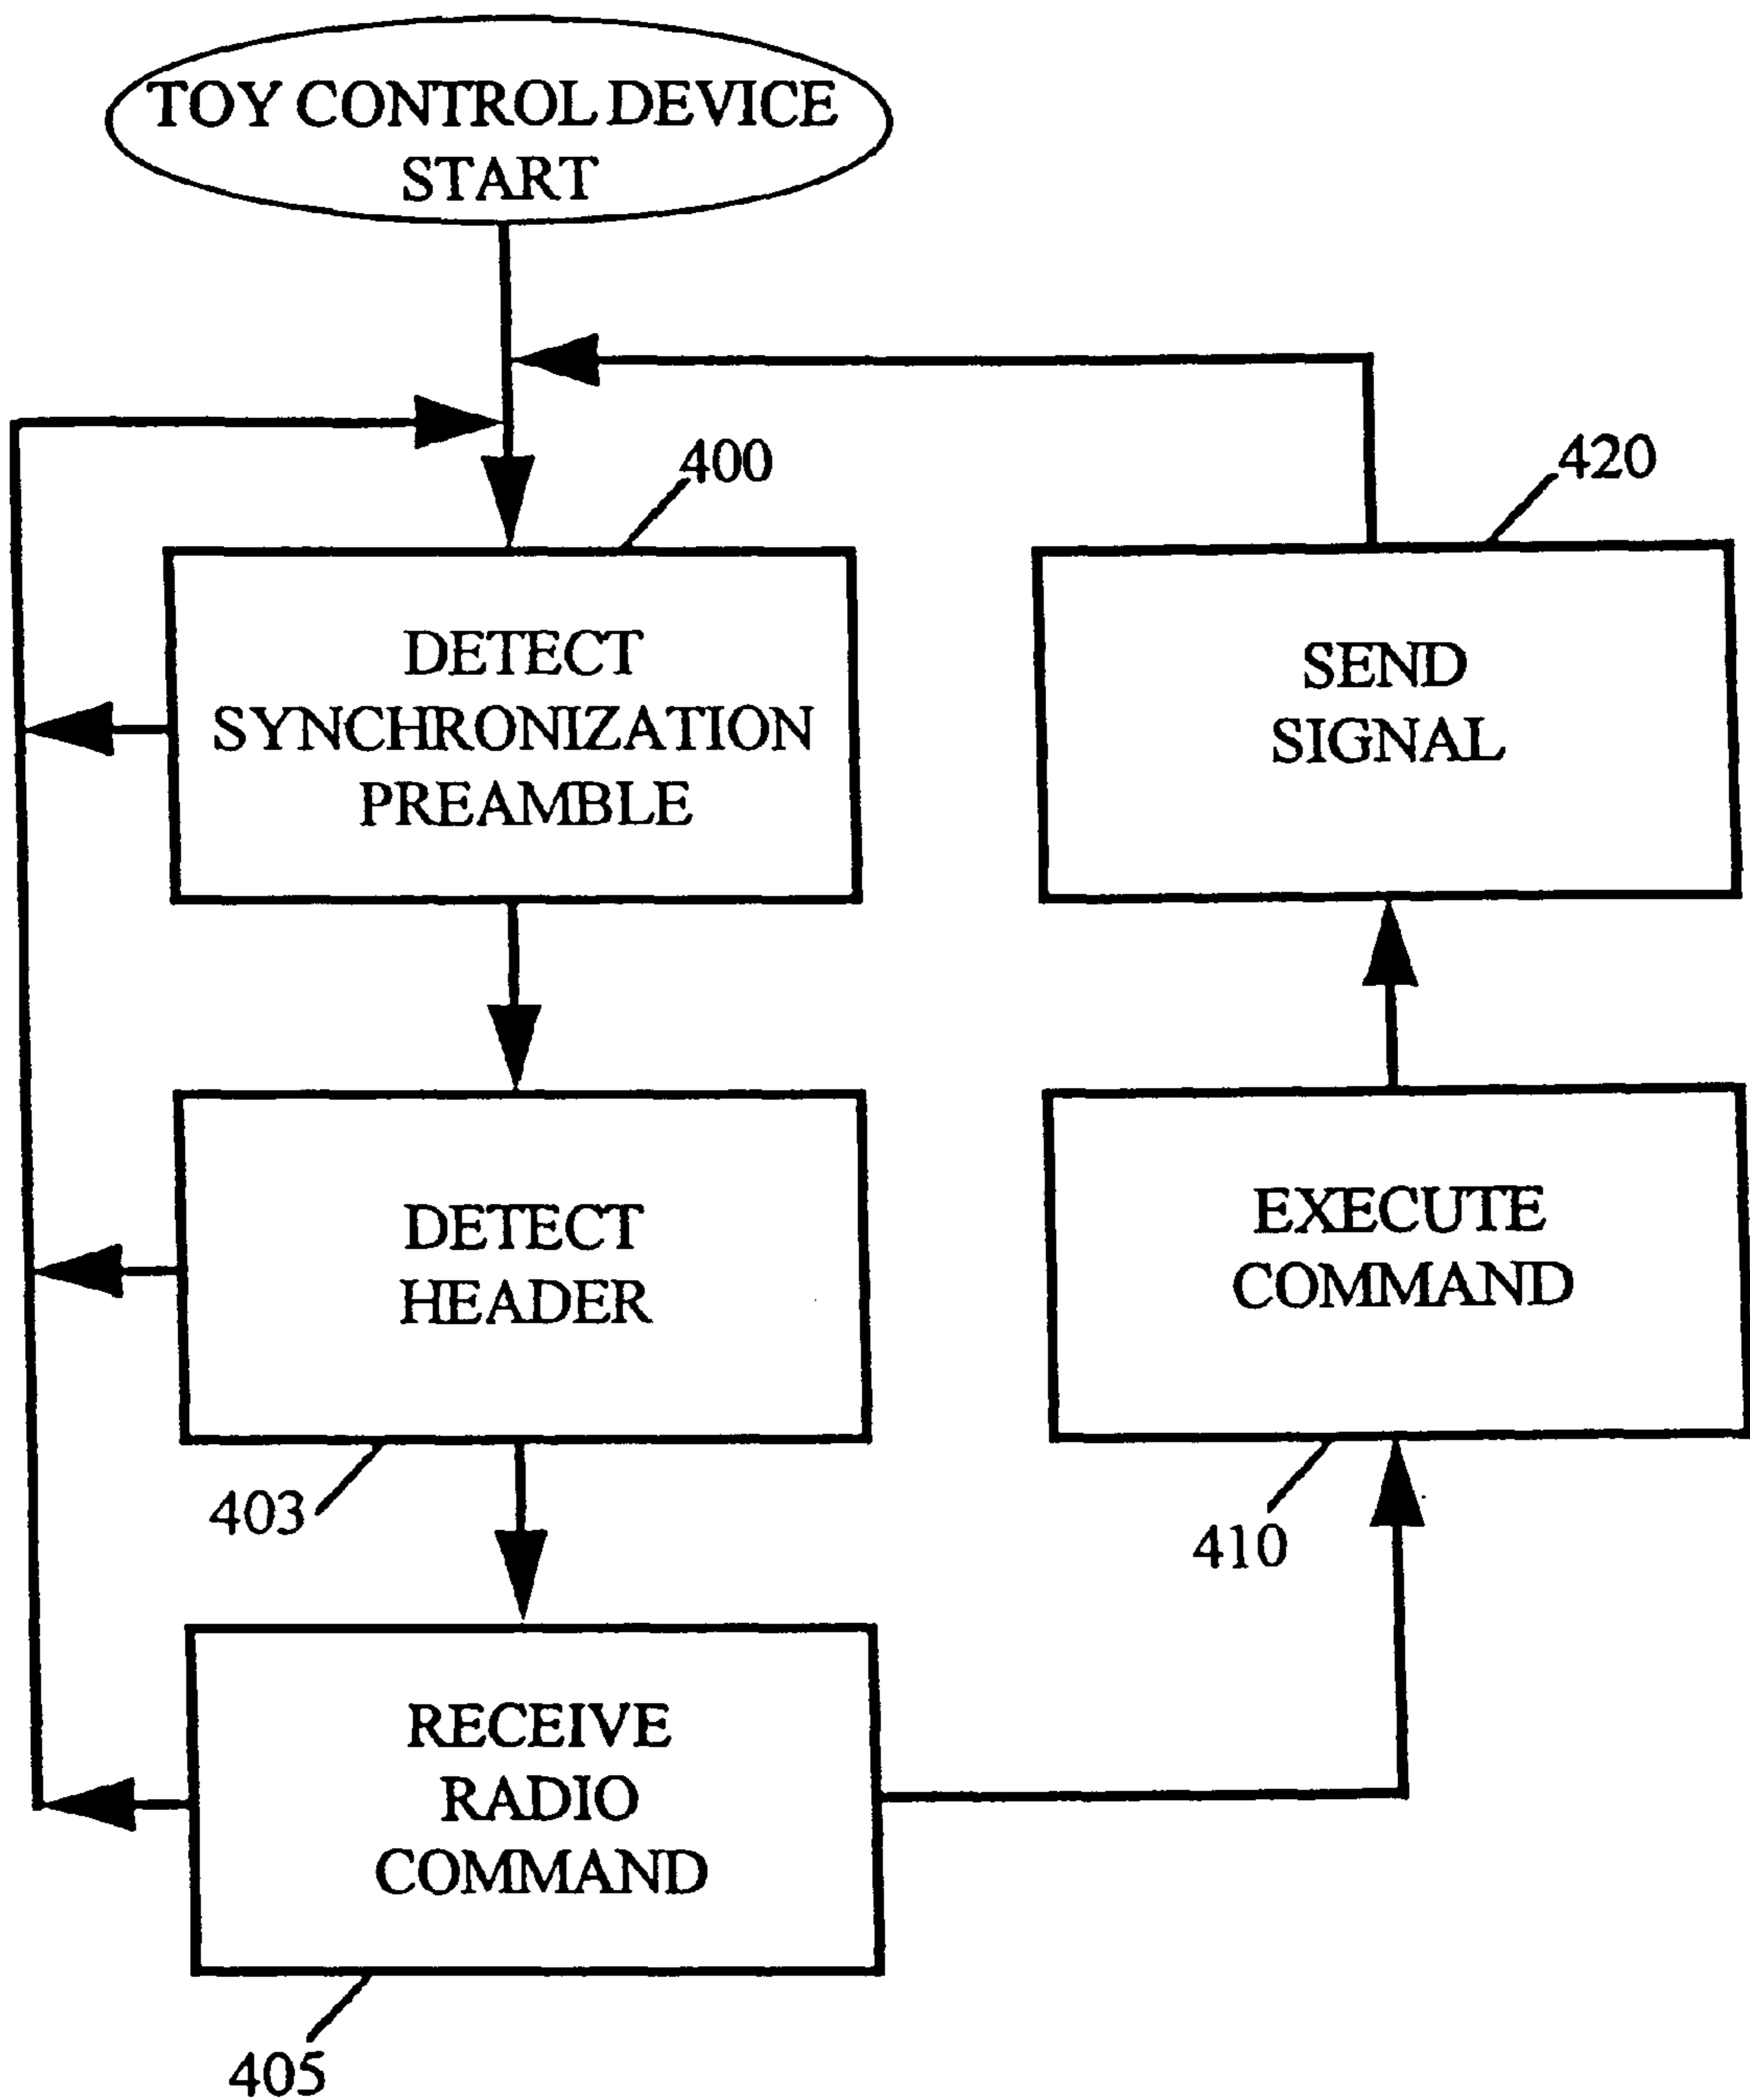 TOY CONTROL DEVICE
START
400
DETECT
SYNCHRONIZATION
PREAMBLE
420
SEND
SIGNAL
DETECT
HEADER
403
EXECUTE
COMMAND
410
RECEIVE
RADIO
COMMAND
405